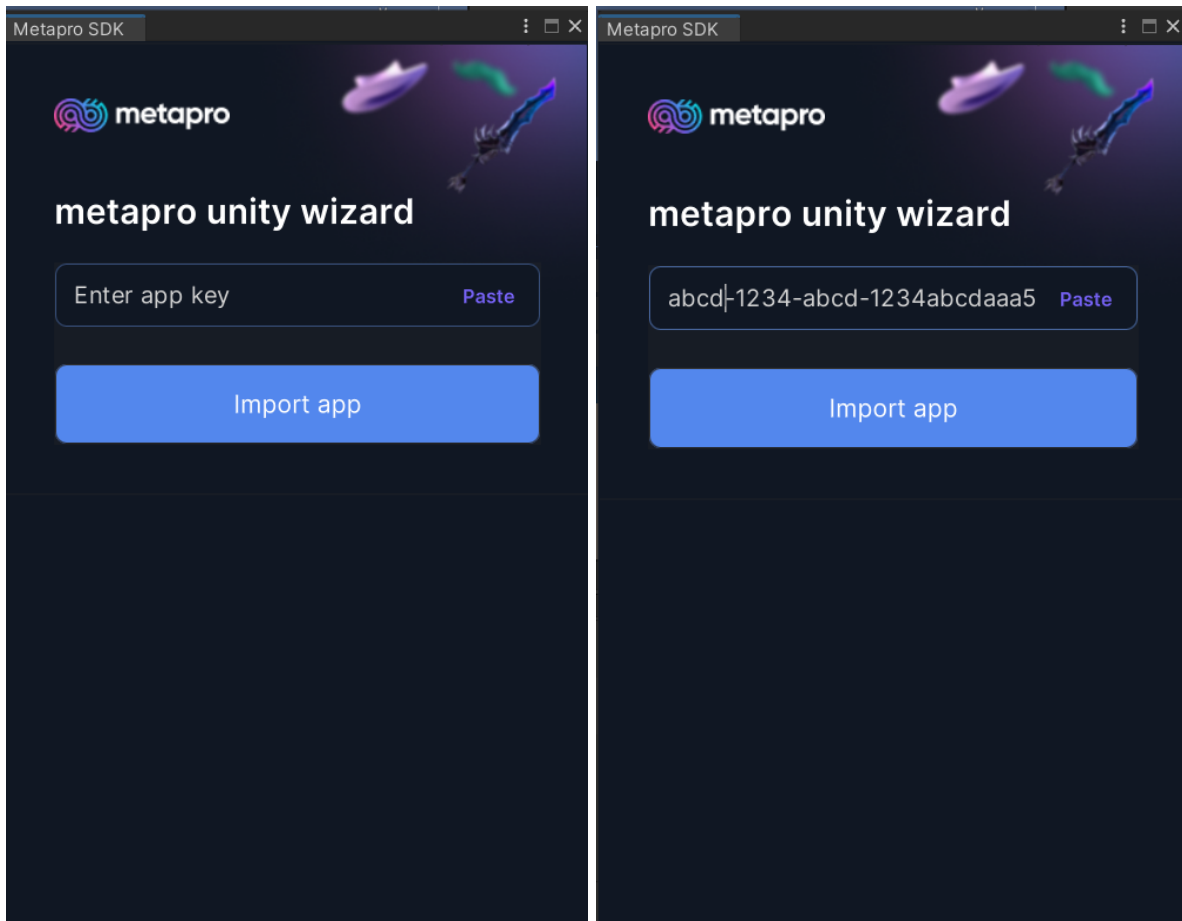 Metapro SDK
metapro
metapro unity wizard
Enter app key
Paste
Import app
Metapro SDK
metapro
metapro unity wizard
abcd-1234-abcd-1234abcdaaa5
Paste
Import app